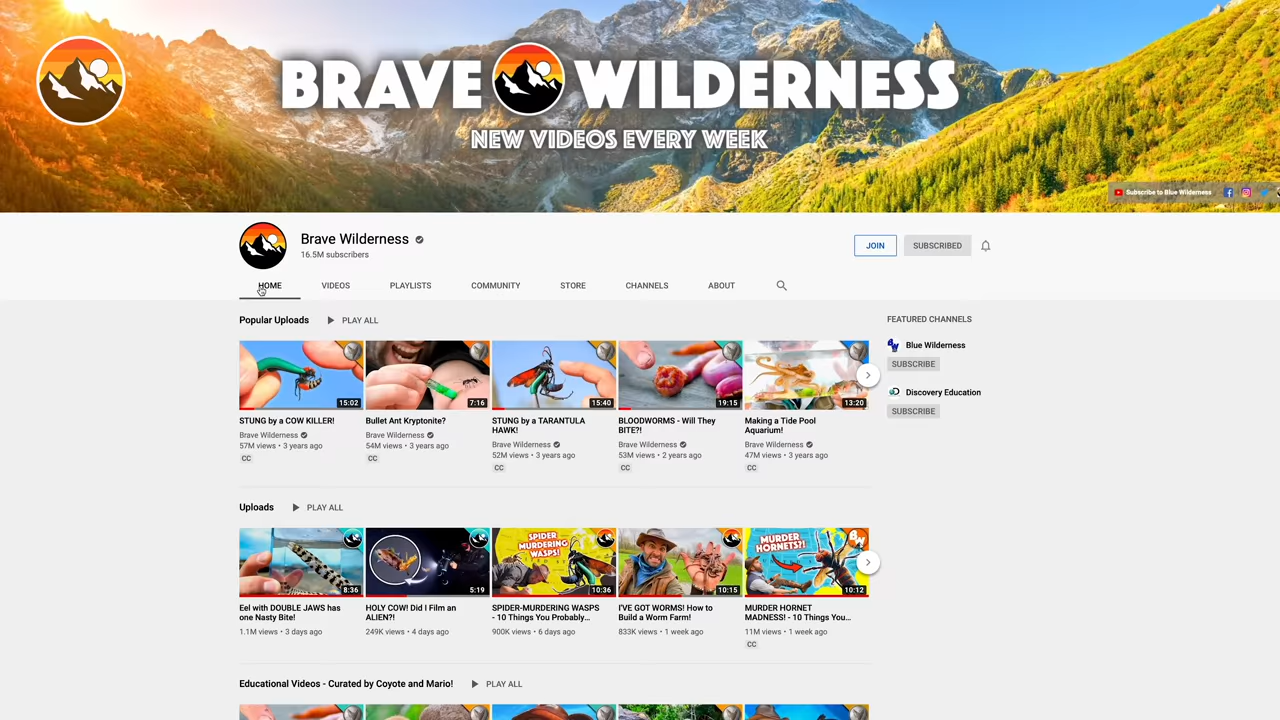 BRAVE WILDERNESS
NEW VIDEOS EVERY WEEK
Subscribe to Blue Wilderness
Brave Wilderness
16.5M subscribers
JOIN
SUBSCRIBED
HOME
VIDEOS
PLAYLISTS
COMMUNITY
STORE
CHANNELS
ABOUT
Popular Uploads
PLAY ALL
15:02
7:16
15:40
19:15
13:20
STUNG by a COW KILLER!
Brave Wilderness
57M views • 3 years ago
CC
Bullet Ant Kryptonite?
Brave Wilderness
54M views • 3 years ago
CC
STUNG by a TARANTULA
HAWK!
Brave Wilderness
52M views • 3 years ago
CC
BLOODWORMS - Will They
BITE?!
Brave Wilderness
53M views • 2 years ago
CC
Making a Tide Pool
Aquarium!
Brave Wilderness
47M views • 3 years ago
CC
FEATURED CHANNELS
Blue Wilderness
SUBSCRIBE
Discovery Education
SUBSCRIBE
Uploads
PLAY ALL
8:36
5:19
SPIDER
MURDERING
WASPS!
10:36
10:15
MURDER
HORNETS?!
BW
10:12
Eel with DOUBLE JAWS has
one Nasty Bite!
1.1M views • 3 days ago
HOLY COW! Did I Film an
ALIEN?!
249K views • 4 days ago
SPIDER-MURDERING WASPS
- 10 Things You Probably...
900K views • 6 days ago
I'VE GOT WORMS! How to
Build a Worm Farm!
833K views • 1 week ago
MURDER HORNET
MADNESS! - 10 Things You...
11M views • 1 week ago
CC
Educational Videos - Curated by Coyote and Mario!
PLAY ALL